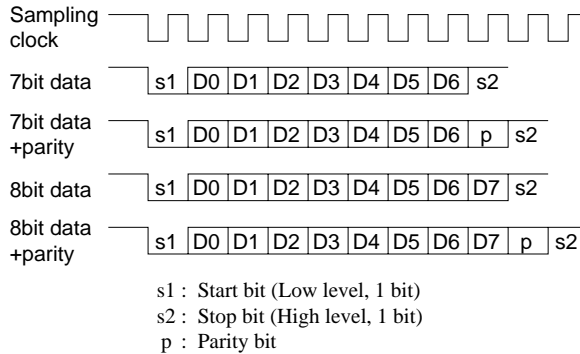 Sampling
clock
7bit data
s1 D0 D1 D2 D3 D4 D5 D6 s2
7bit data
+parity
s1 D0 D1 D2 D3 D4 D5 D6 p s2
8bit data
s1 D0 D1 D2 D3 D4 D5 D6 D7 s2
8bit data
+parity
s1 D0 D1 D2 D3 D4 D5 D6 D7 p s2
s1 : Start bit (Low level, 1 bit)
s2 : Stop bit (High level, 1 bit)
p : Parity bit